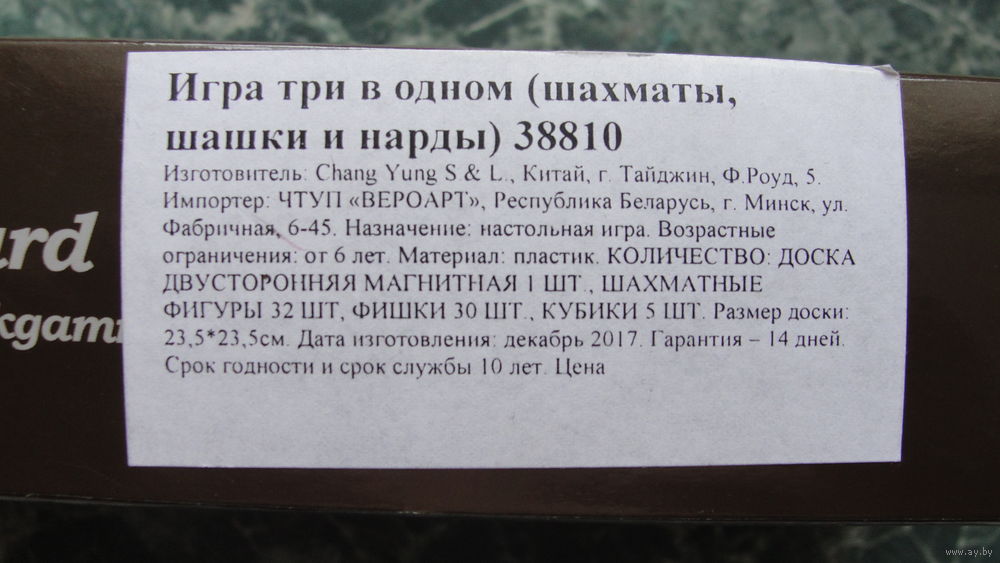 Игра три в одном (шахматы,
шашки и нарды) 38810
Изготовитель: Chang Yung S & L., Китай, г. Тайджин, Ф.Роуд, 5.
Импортер: ЧТУП «ВЕРОАРТ», Республика Беларусь, г. Минск, ул.
Фабричная, 6-45. Назначение: настольная игра. Возрастные
ограничения: от 6 лет. Материал: пластик. КОЛИЧЕСТВО: ДОСКА
ДВУСТОРОННЯЯ МАГНИТНАЯ 1 ШТ., ШАХМАТНЫЕ
ФИГУРЫ 32 ШТ, ФИШКИ 30 ШТ., КУБИКИ 5 ШТ. Размер доски:
23,5*23,5см. Дата изготовления: декабрь 2017. Гарантия – 14 дней.
Срок годности и срок службы 10 лет. Цена
www.ay.by